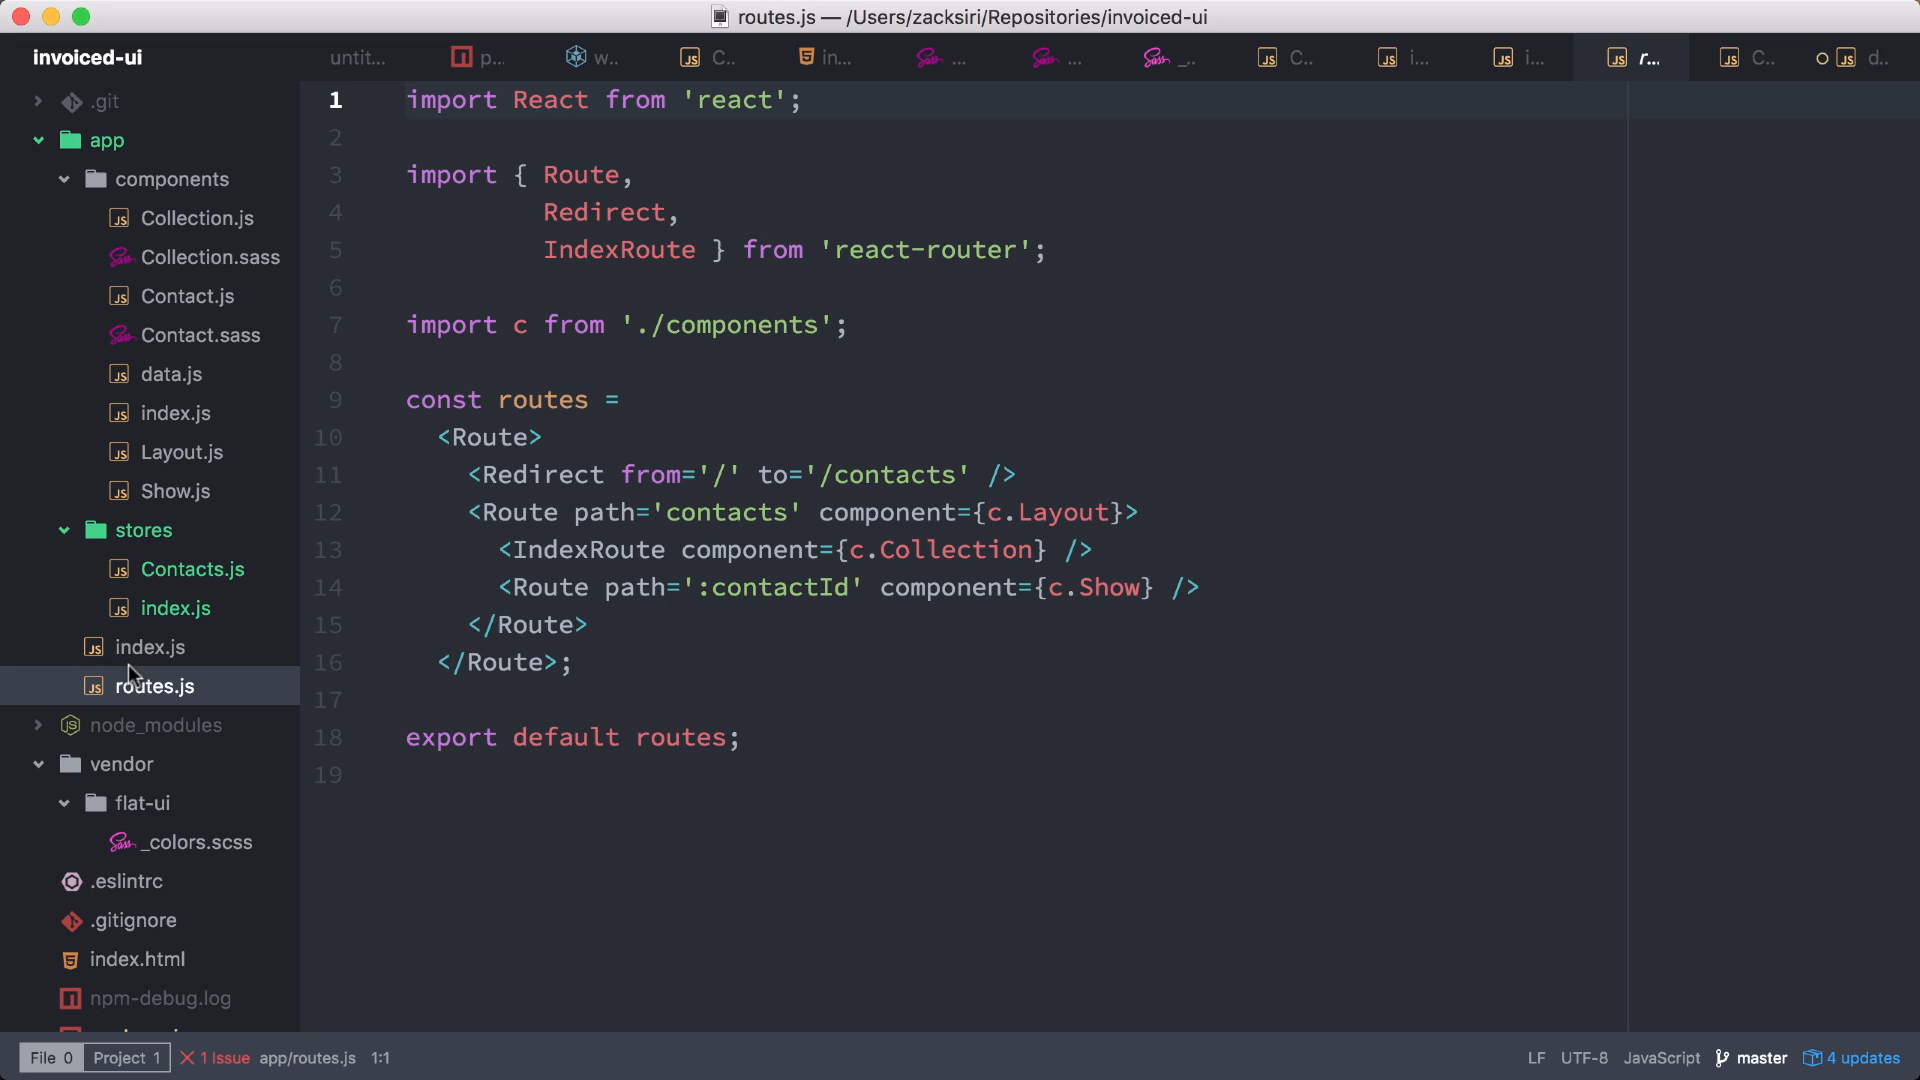 routes.js — /Users/zacksiri/Repositories/invoiced-ui
invoiced-ui
untit... p... w... C... in... ... ... _... C... i... i... r... C... d..
.git
app
components
Collection.js
Collection.sass
Contact.js
Contact.sass
data.js
index.js
Layout.js
Show.js
stores
Contacts.js
index.js
index.js
routes.js
node_modules
vendor
flat-ui
_colors.scss
.eslintrc
.gitignore
index.html
npm-debug.log
1 import React from 'react';
2
3 import { Route,
4 Redirect,
5 IndexRoute } from 'react-router';
6
7 import c from './components';
8
9 const routes =
10 <Route>
11 <Redirect from='/' to='/contacts' />
12 <Route path='contacts' component={c.Layout}>
13 <IndexRoute component={c.Collection} />
14 <Route path=':contactId' component={c.Show} />
15 </Route>
16 </Route>;
17
18 export default routes;
19
File 0 Project 1 1 Issue app/routes.js 1:1 LF UTF-8 JavaScript master 4 updates